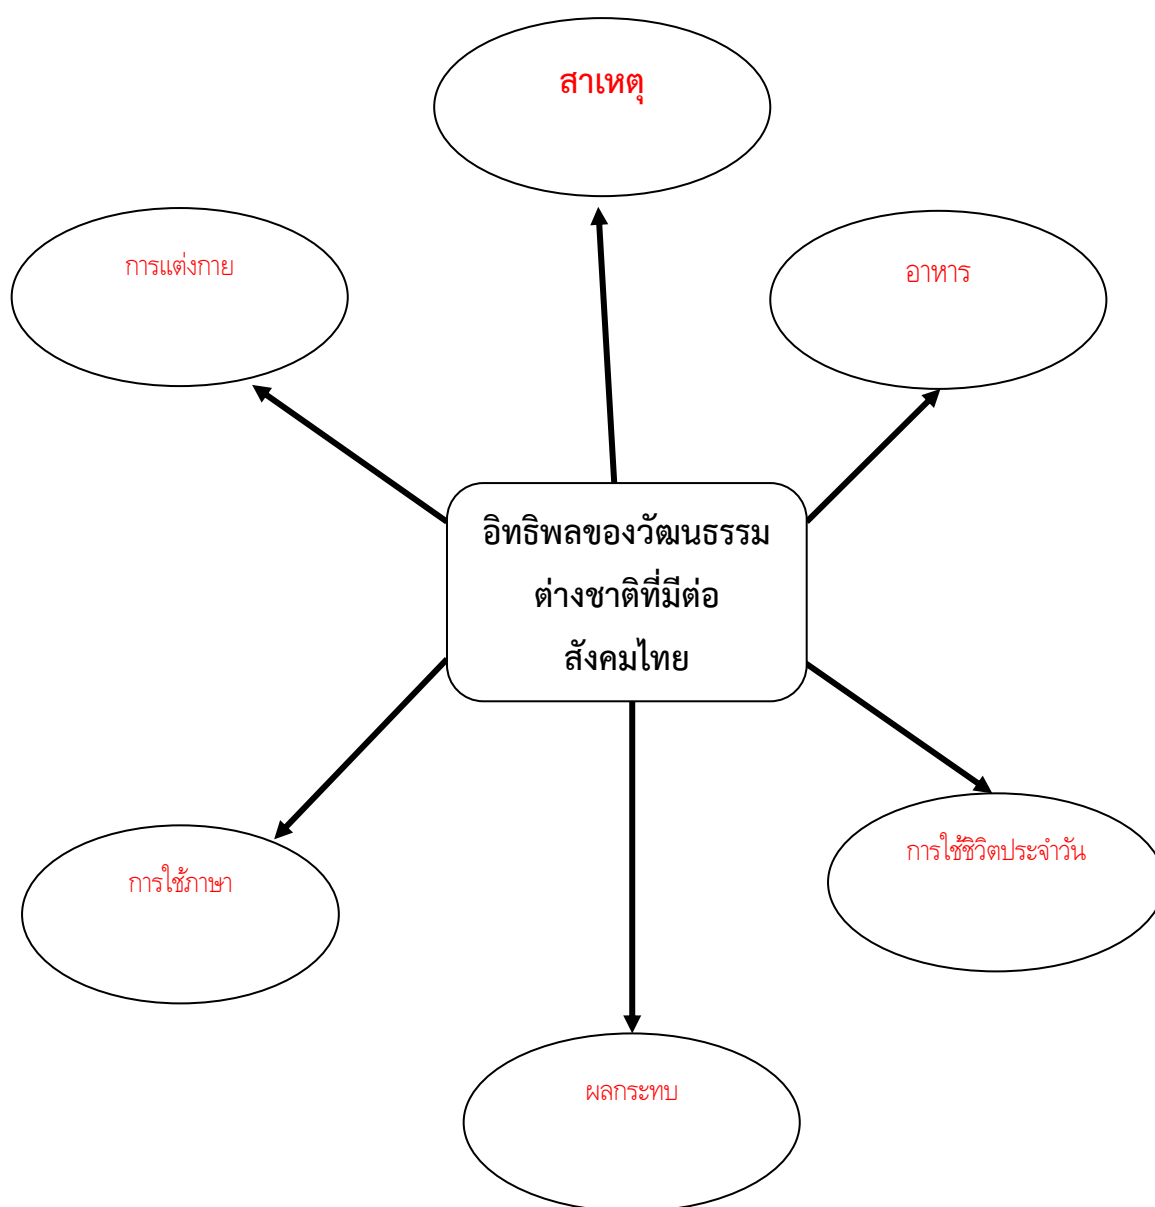 สาเหตุ
การแต่งกาย
อาหาร
อิทธิพลของวัฒนธรรม
ต่างชาติที่มีต่อ
สังคมไทย
การใช้ภาษา
การใช้ชีวิตประจำวัน
ผลกระทบ